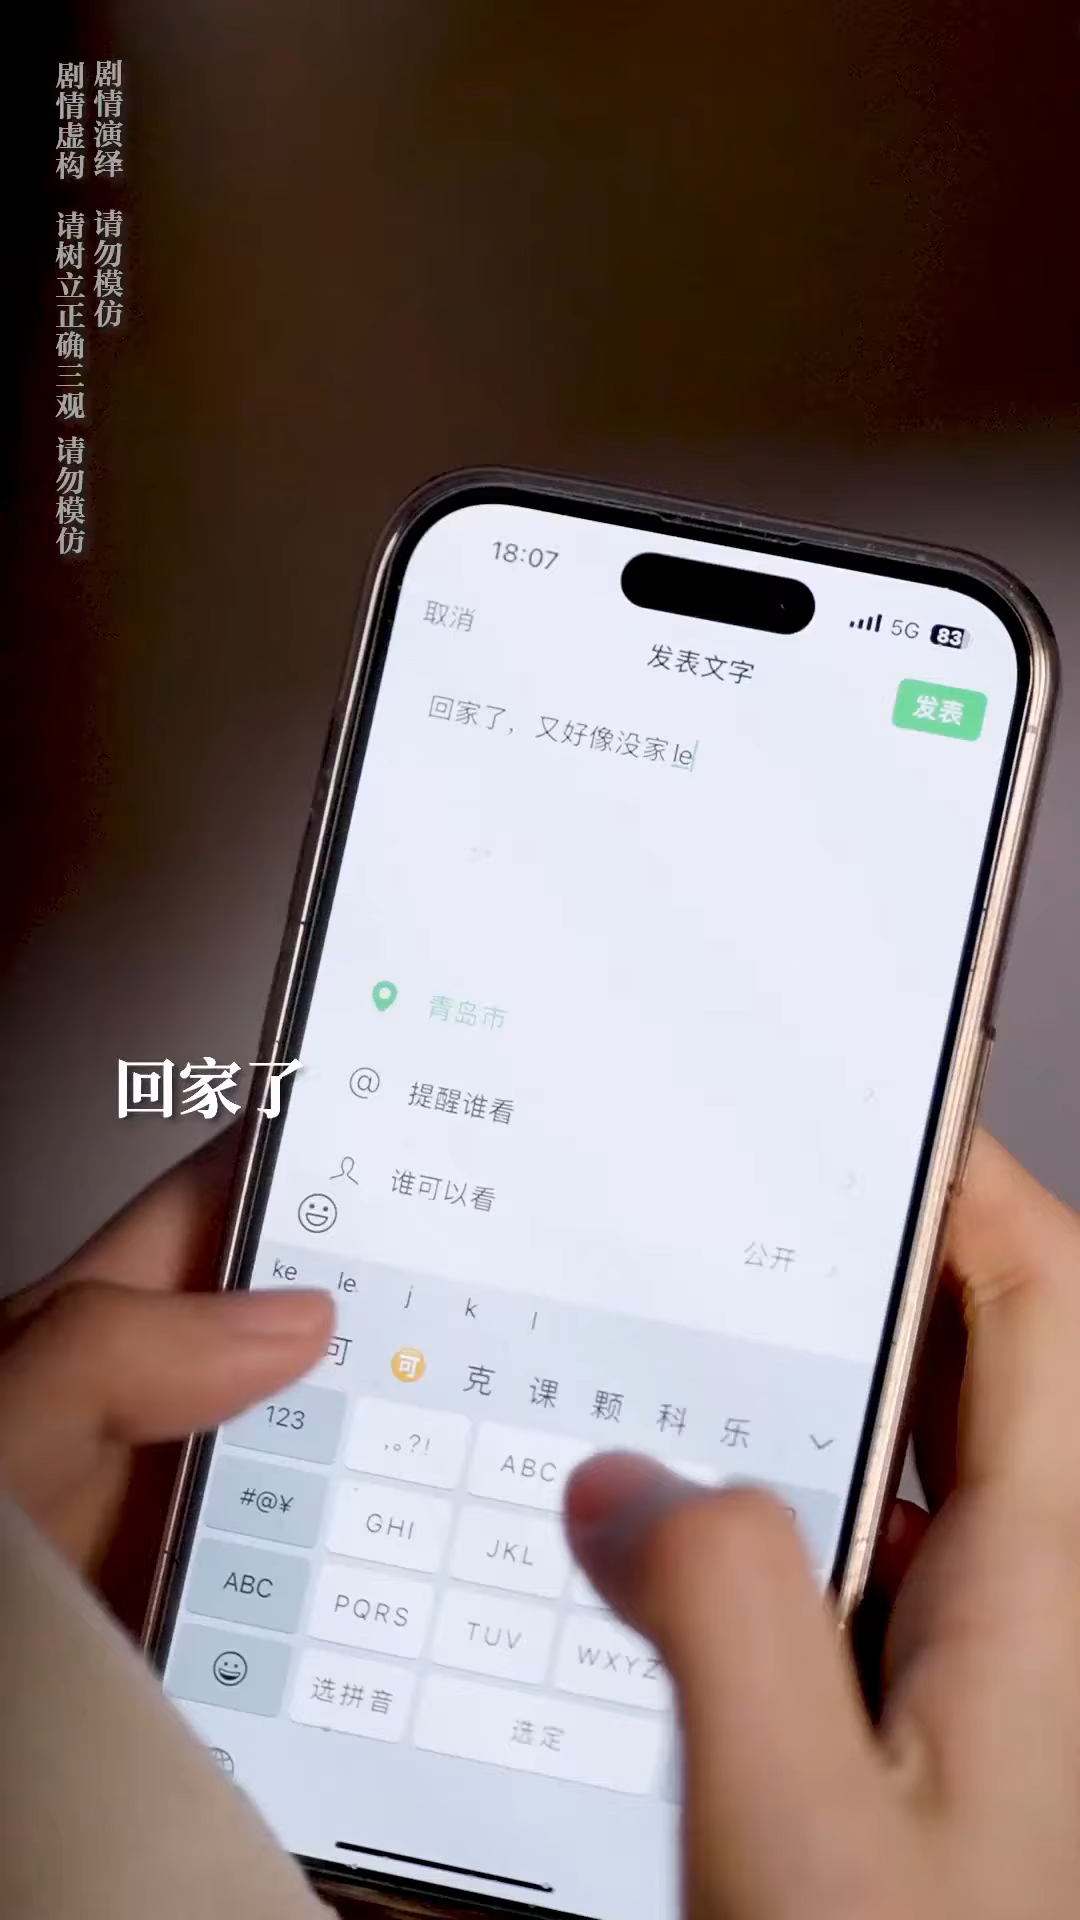 剧情演绎 请勿模仿
剧情虚构 请树立正确三观 请勿模仿
18:07
5G 83
取消
发表文字
发表
回家了，又好像没家le
青岛市
回家了
@ 提醒谁看
谁可以看
公开
ke le j k l
可 可 克 课 颗 科 乐
123 ,。?! ABC
#@¥ GHI JKL
ABC PQRS TUV WXYZ
选拼音 选定